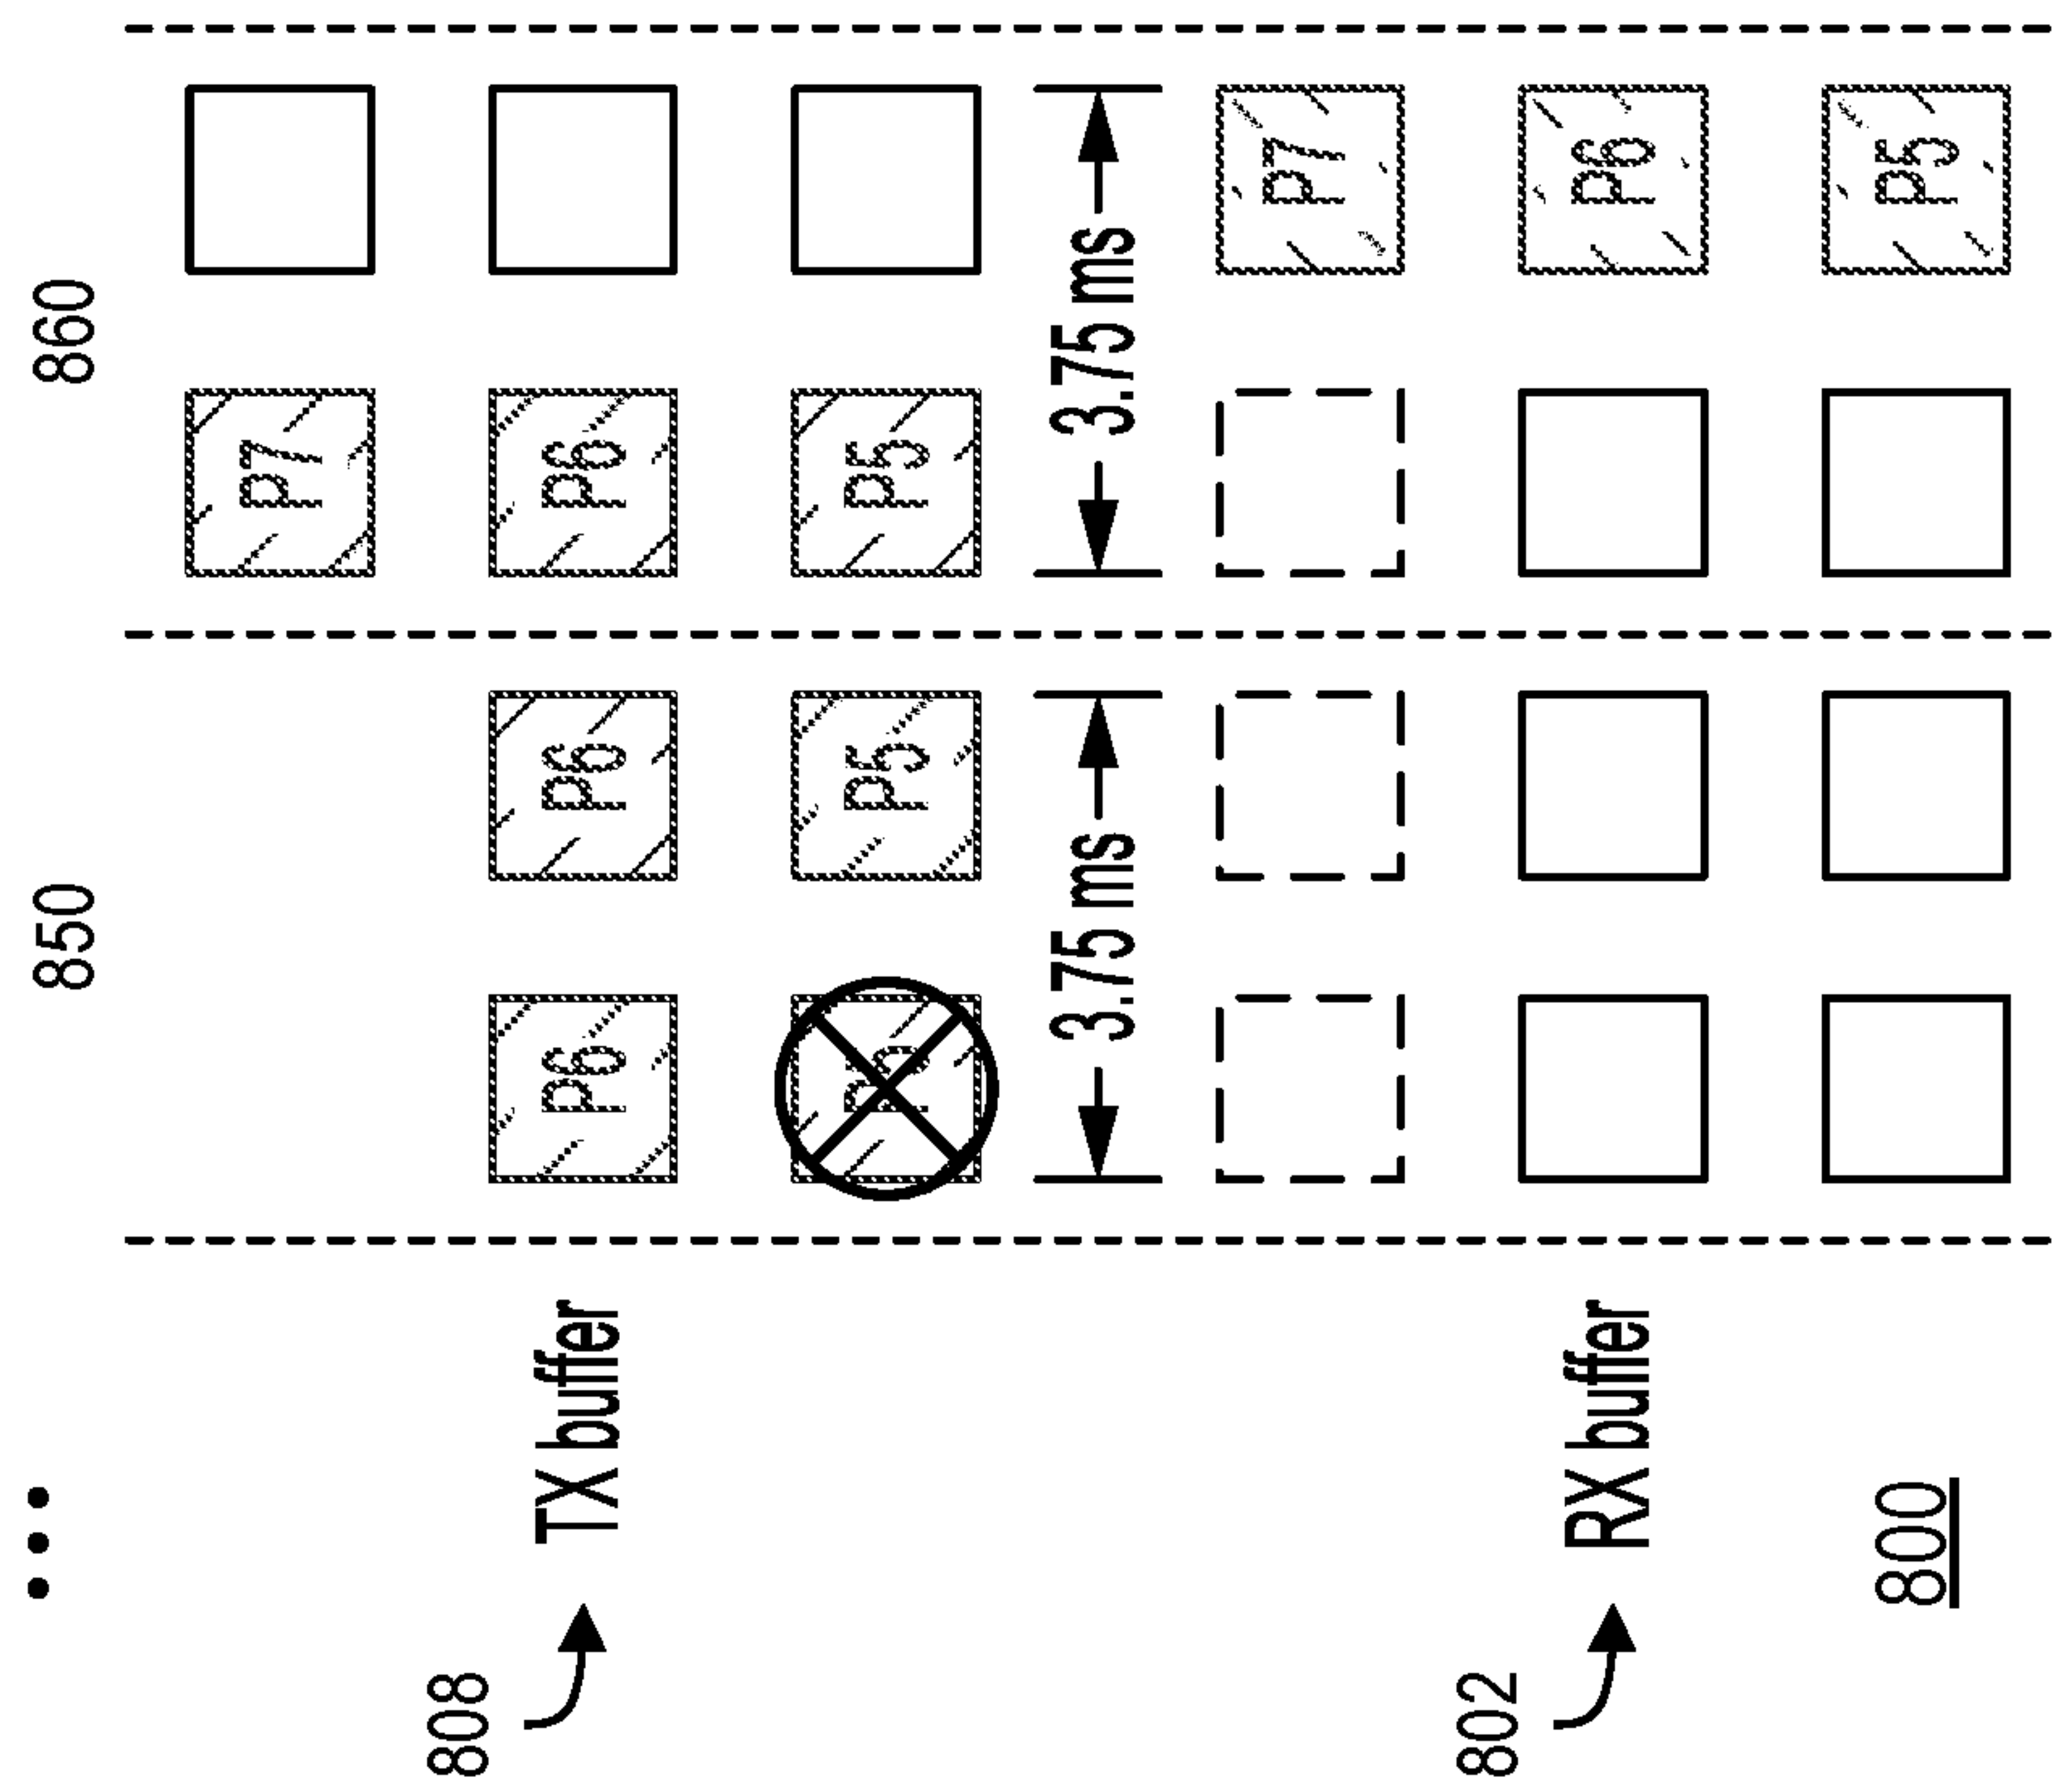 ••• 850 860
P7
808
TX buffer P6 P6 P6
P5 P5 P5
3.75 ms 3.75 ms
P7
802
RX buffer P6
800 P5